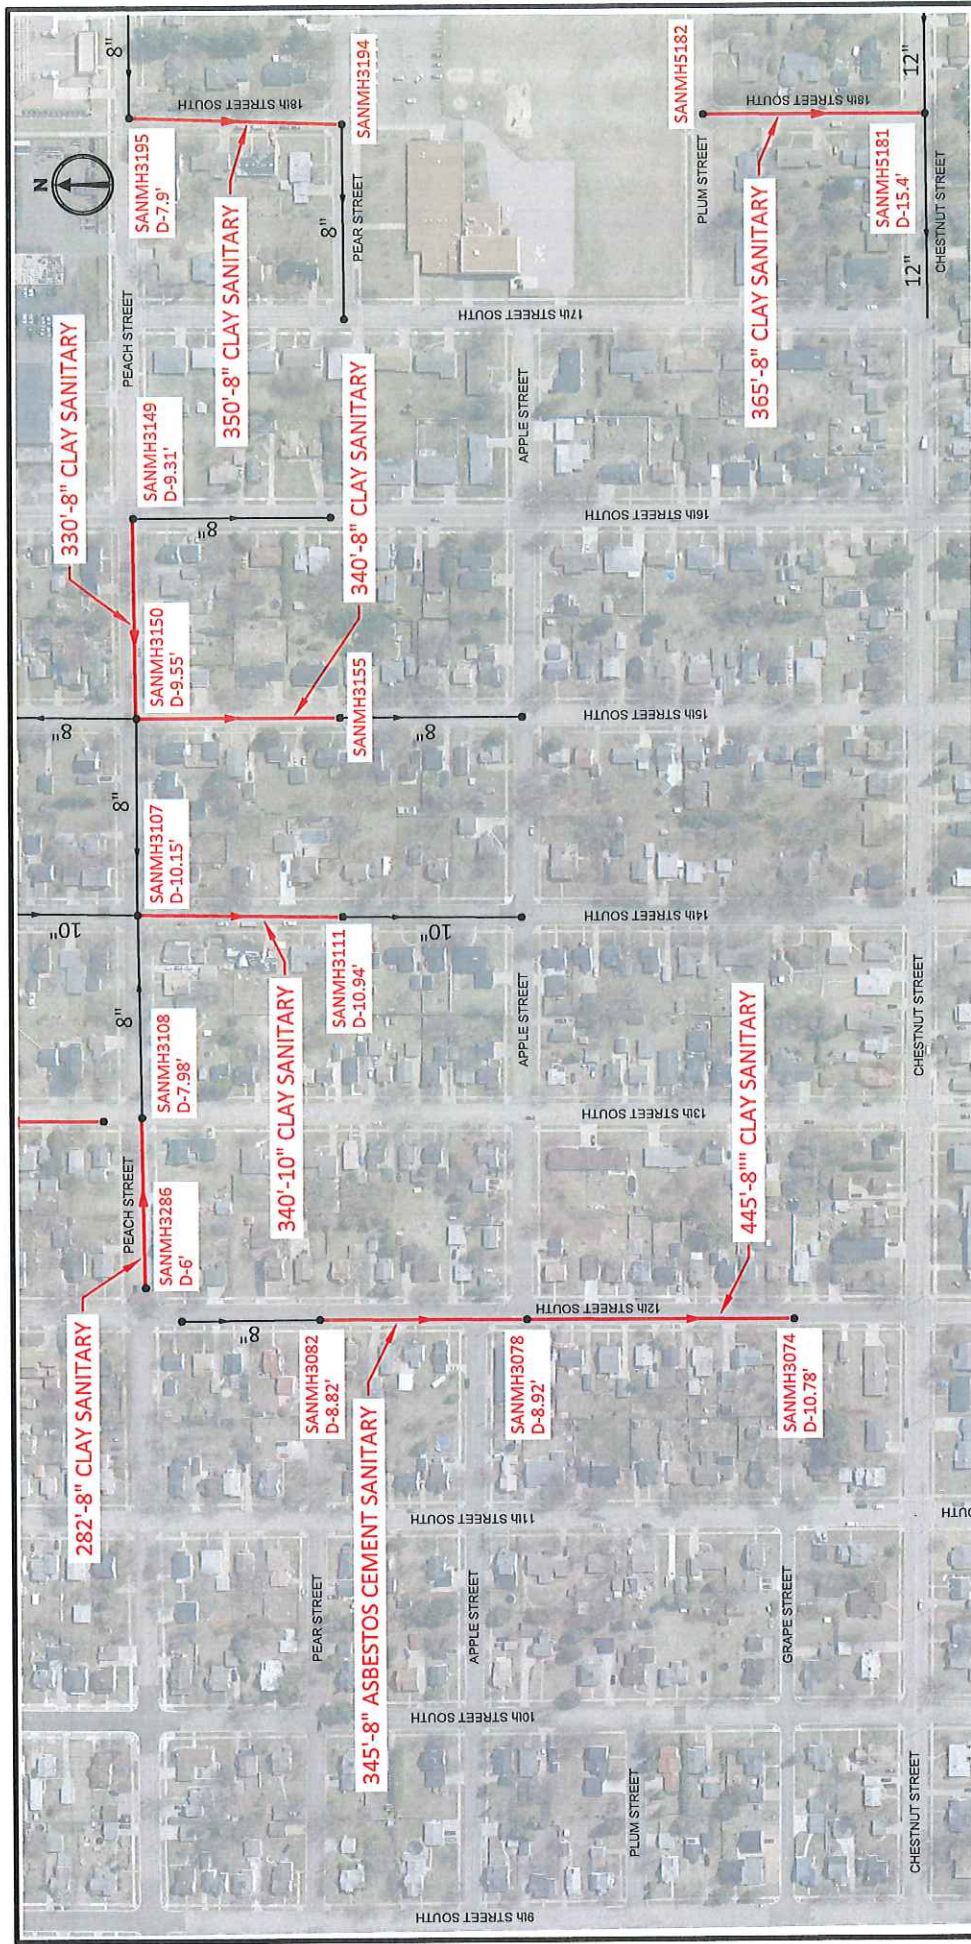 282'-8" CLAY SANITARY
PEACH STREET
SANMH3286
D-6'
SANMH3108
D-7.98'
8"
10"
SANMH3107
D-10.15'
8"
8"
SANMH3150
D-9.55'
330'-8" CLAY SANITARY
SANMH3149
D-9.31'
PEACH STREET
N
SANMH3195
D-7.9'
8"
18th STREET SOUTH
350'-8" CLAY SANITARY
SANMH3194
8"
PEAR STREET
8"
340'-8" CLAY SANITARY
SANMH3155
8"
15th STREET SOUTH
340'-10" CLAY SANITARY
SANMH3111
D-10.94'
10"
14th STREET SOUTH
13th STREET SOUTH
16th STREET SOUTH
17th STREET SOUTH
APPLE STREET
APPLE STREET
8"
SANMH3082
D-8.82'
345'-8" ASBESTOS CEMENT SANITARY
SANMH3078
D-8.92'
12th STREET SOUTH
445'-8"" CLAY SANITARY
SANMH3074
D-10.78'
PEAR STREET
11th STREET SOUTH
APPLE STREET
10th STREET SOUTH
9th STREET SOUTH
PLUM STREET
GRAPE STREET
CHESTNUT STREET
CHESTNUT STREET
PLUM STREET
SANMH5182
18th STREET SOUTH
365'-8" CLAY SANITARY
SANMH5181
D-15.4'
12"
12"
CHESTNUT STREET